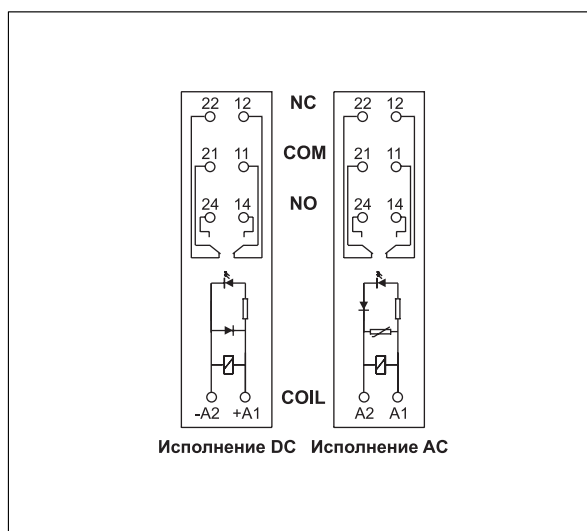 22 12 NC 22 12
21 11 COM 21 11
24 14 NO 24 14
-A2 +A1 COIL A2 A1
Исполнение DC Исполнение AC